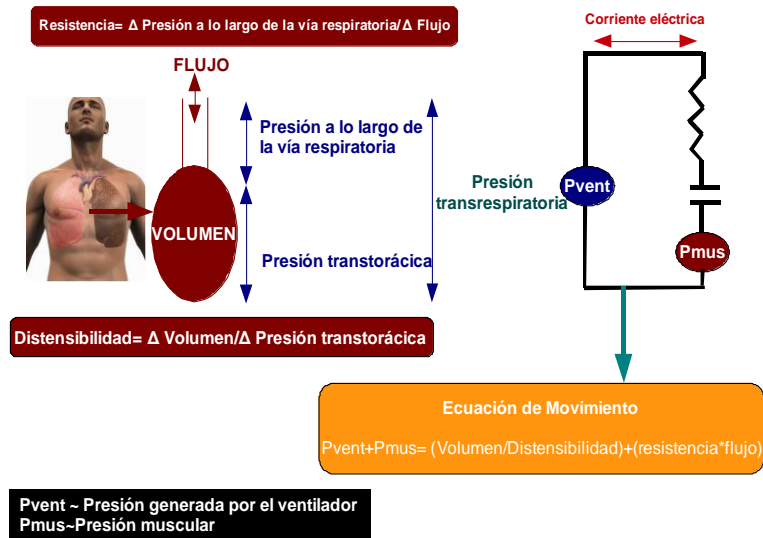 Resistencia= Δ Presión a lo largo de la vía respiratoria/Δ Flujo
Corriente eléctrica
FLUJO
Presión a lo largo de
la vía respiratoria
VOLUMEN
Presión transtorácica
Presión
transrespiratoria
Pvent
Pmus
Distensibilidad= Δ Volumen/Δ Presión transtorácica
Ecuación de Movimiento
Pvent+Pmus= (Volumen/Distensibilidad)+(resistencia*flujo)
Pvent ~ Presión generada por el ventilador
Pmus~Presión muscular